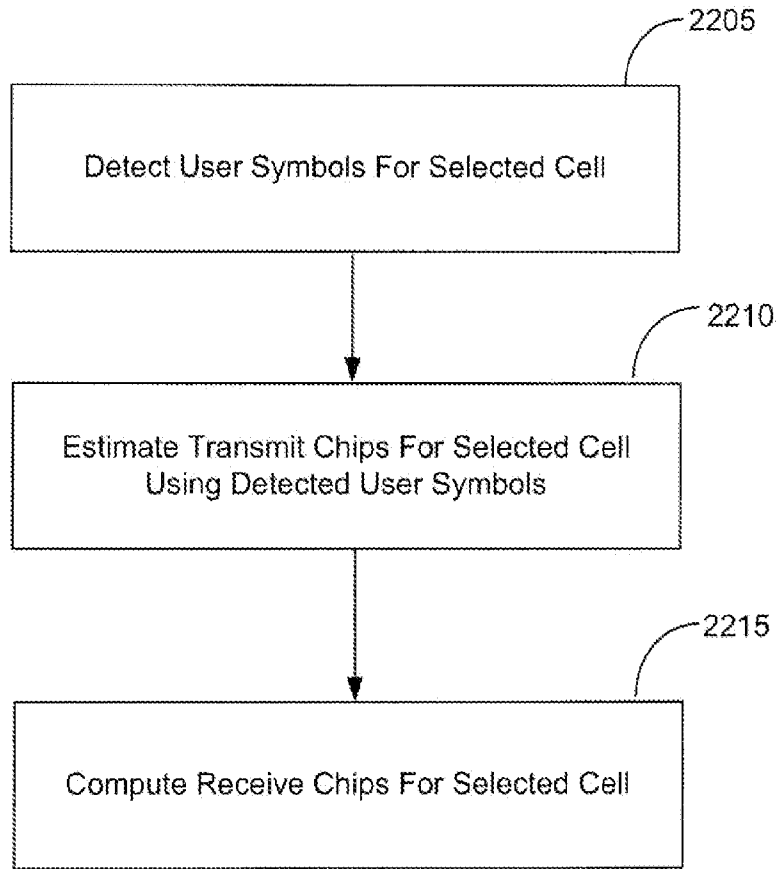 2205
Detect User Symbols For Selected Cell
2210
Estimate Transmit Chips For Selected Cell
Using Detected User Symbols
2215
Compute Receive Chips For Selected Cell